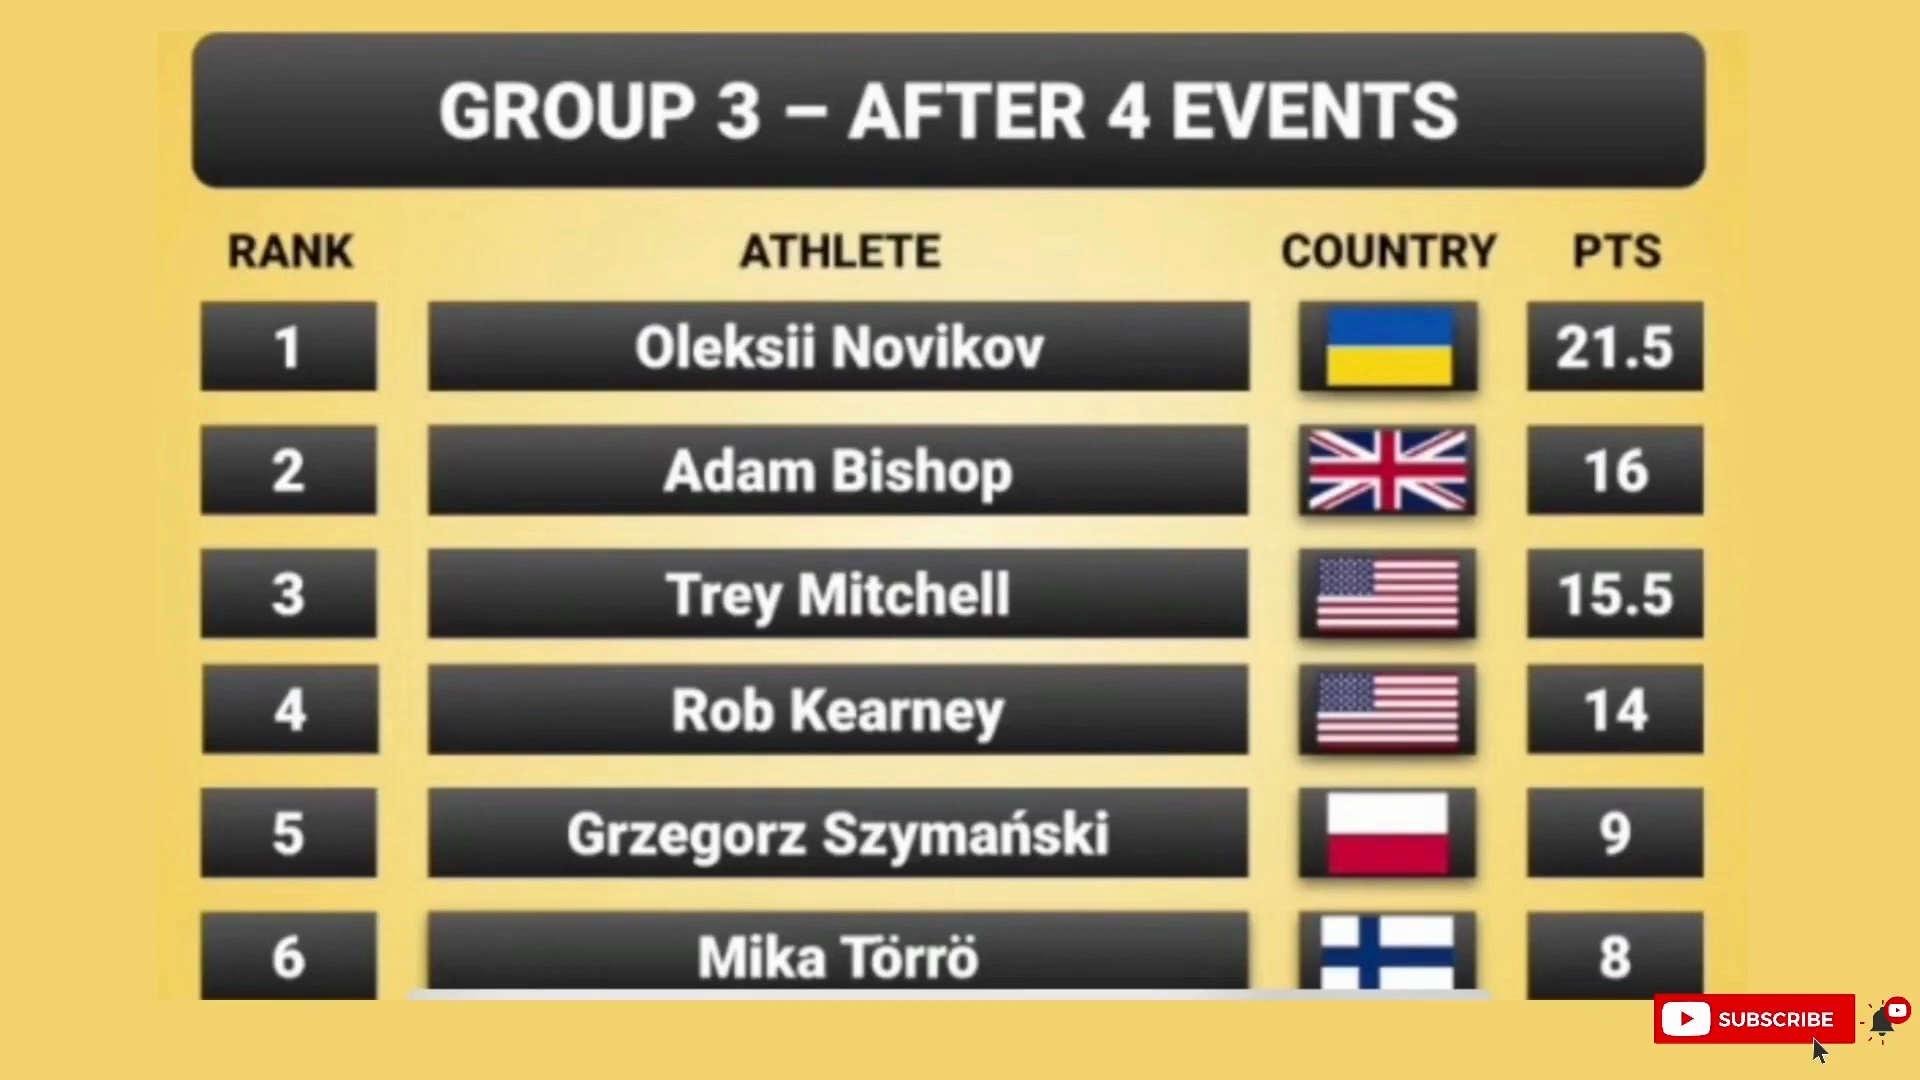 GROUP 3 – AFTER 4 EVENTS
RANK ATHLETE COUNTRY PTS
1 Oleksii Novikov 21.5
2 Adam Bishop 16
3 Trey Mitchell 15.5
4 Rob Kearney 14
5 Grzegorz Szymański 9
6 Mika Törrö 8
SUBSCRIBE